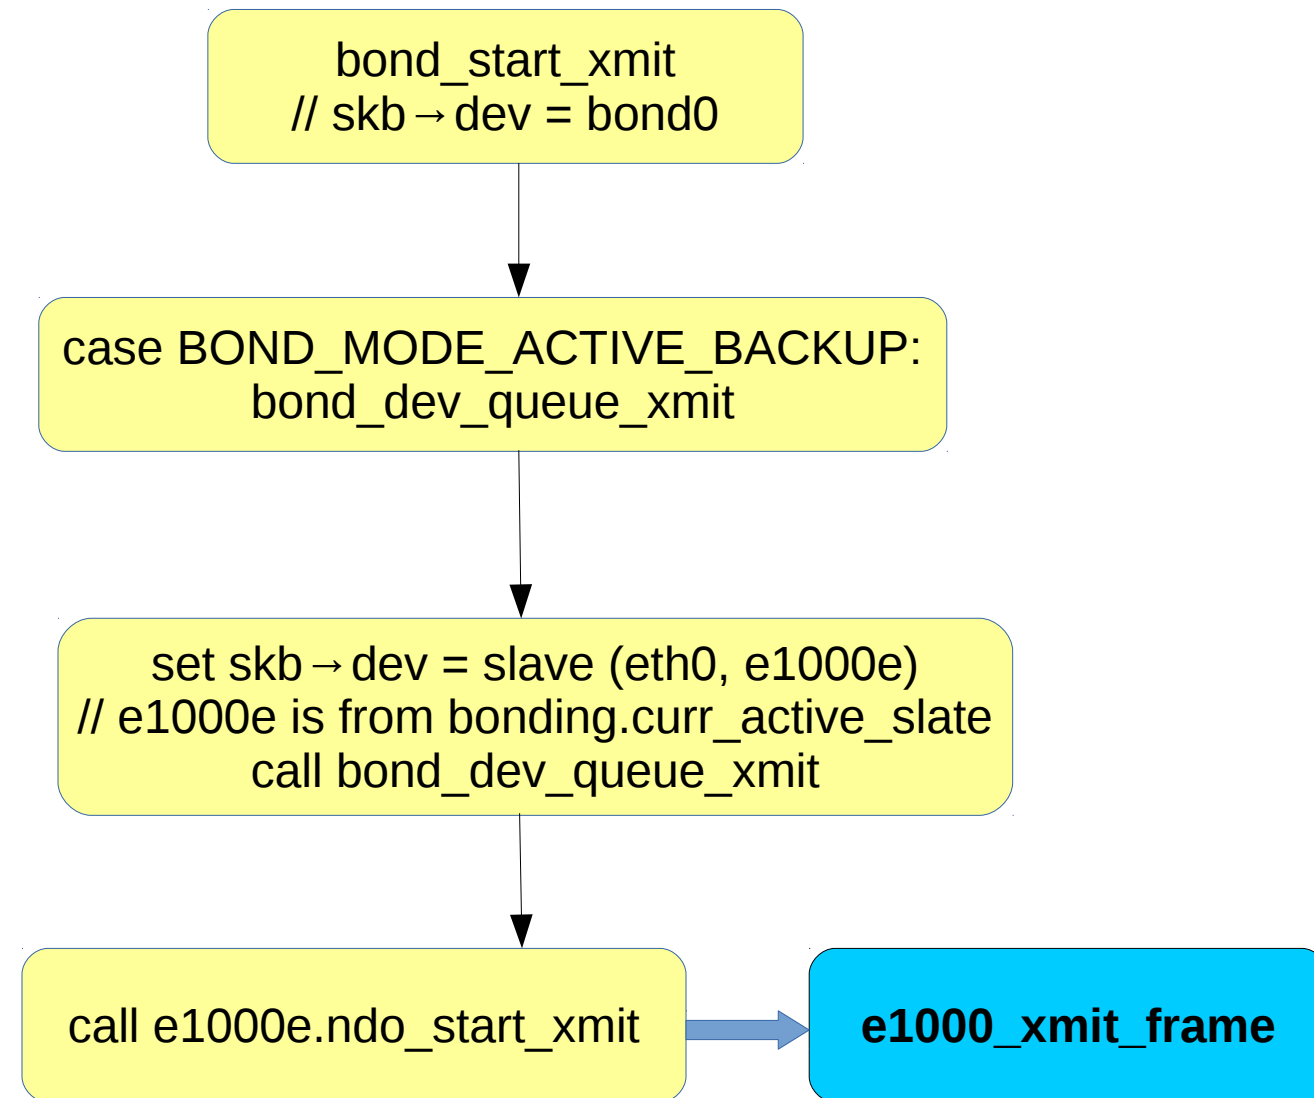 bond_start_xmit
// skb→dev = bond0
case BOND_MODE_ACTIVE_BACKUP:
bond_dev_queue_xmit
set skb→dev = slave (eth0, e1000e)
// e1000e is from bonding.curr_active_slate
call bond_dev_queue_xmit
call e1000e.ndo_start_xmit
e1000_xmit_frame